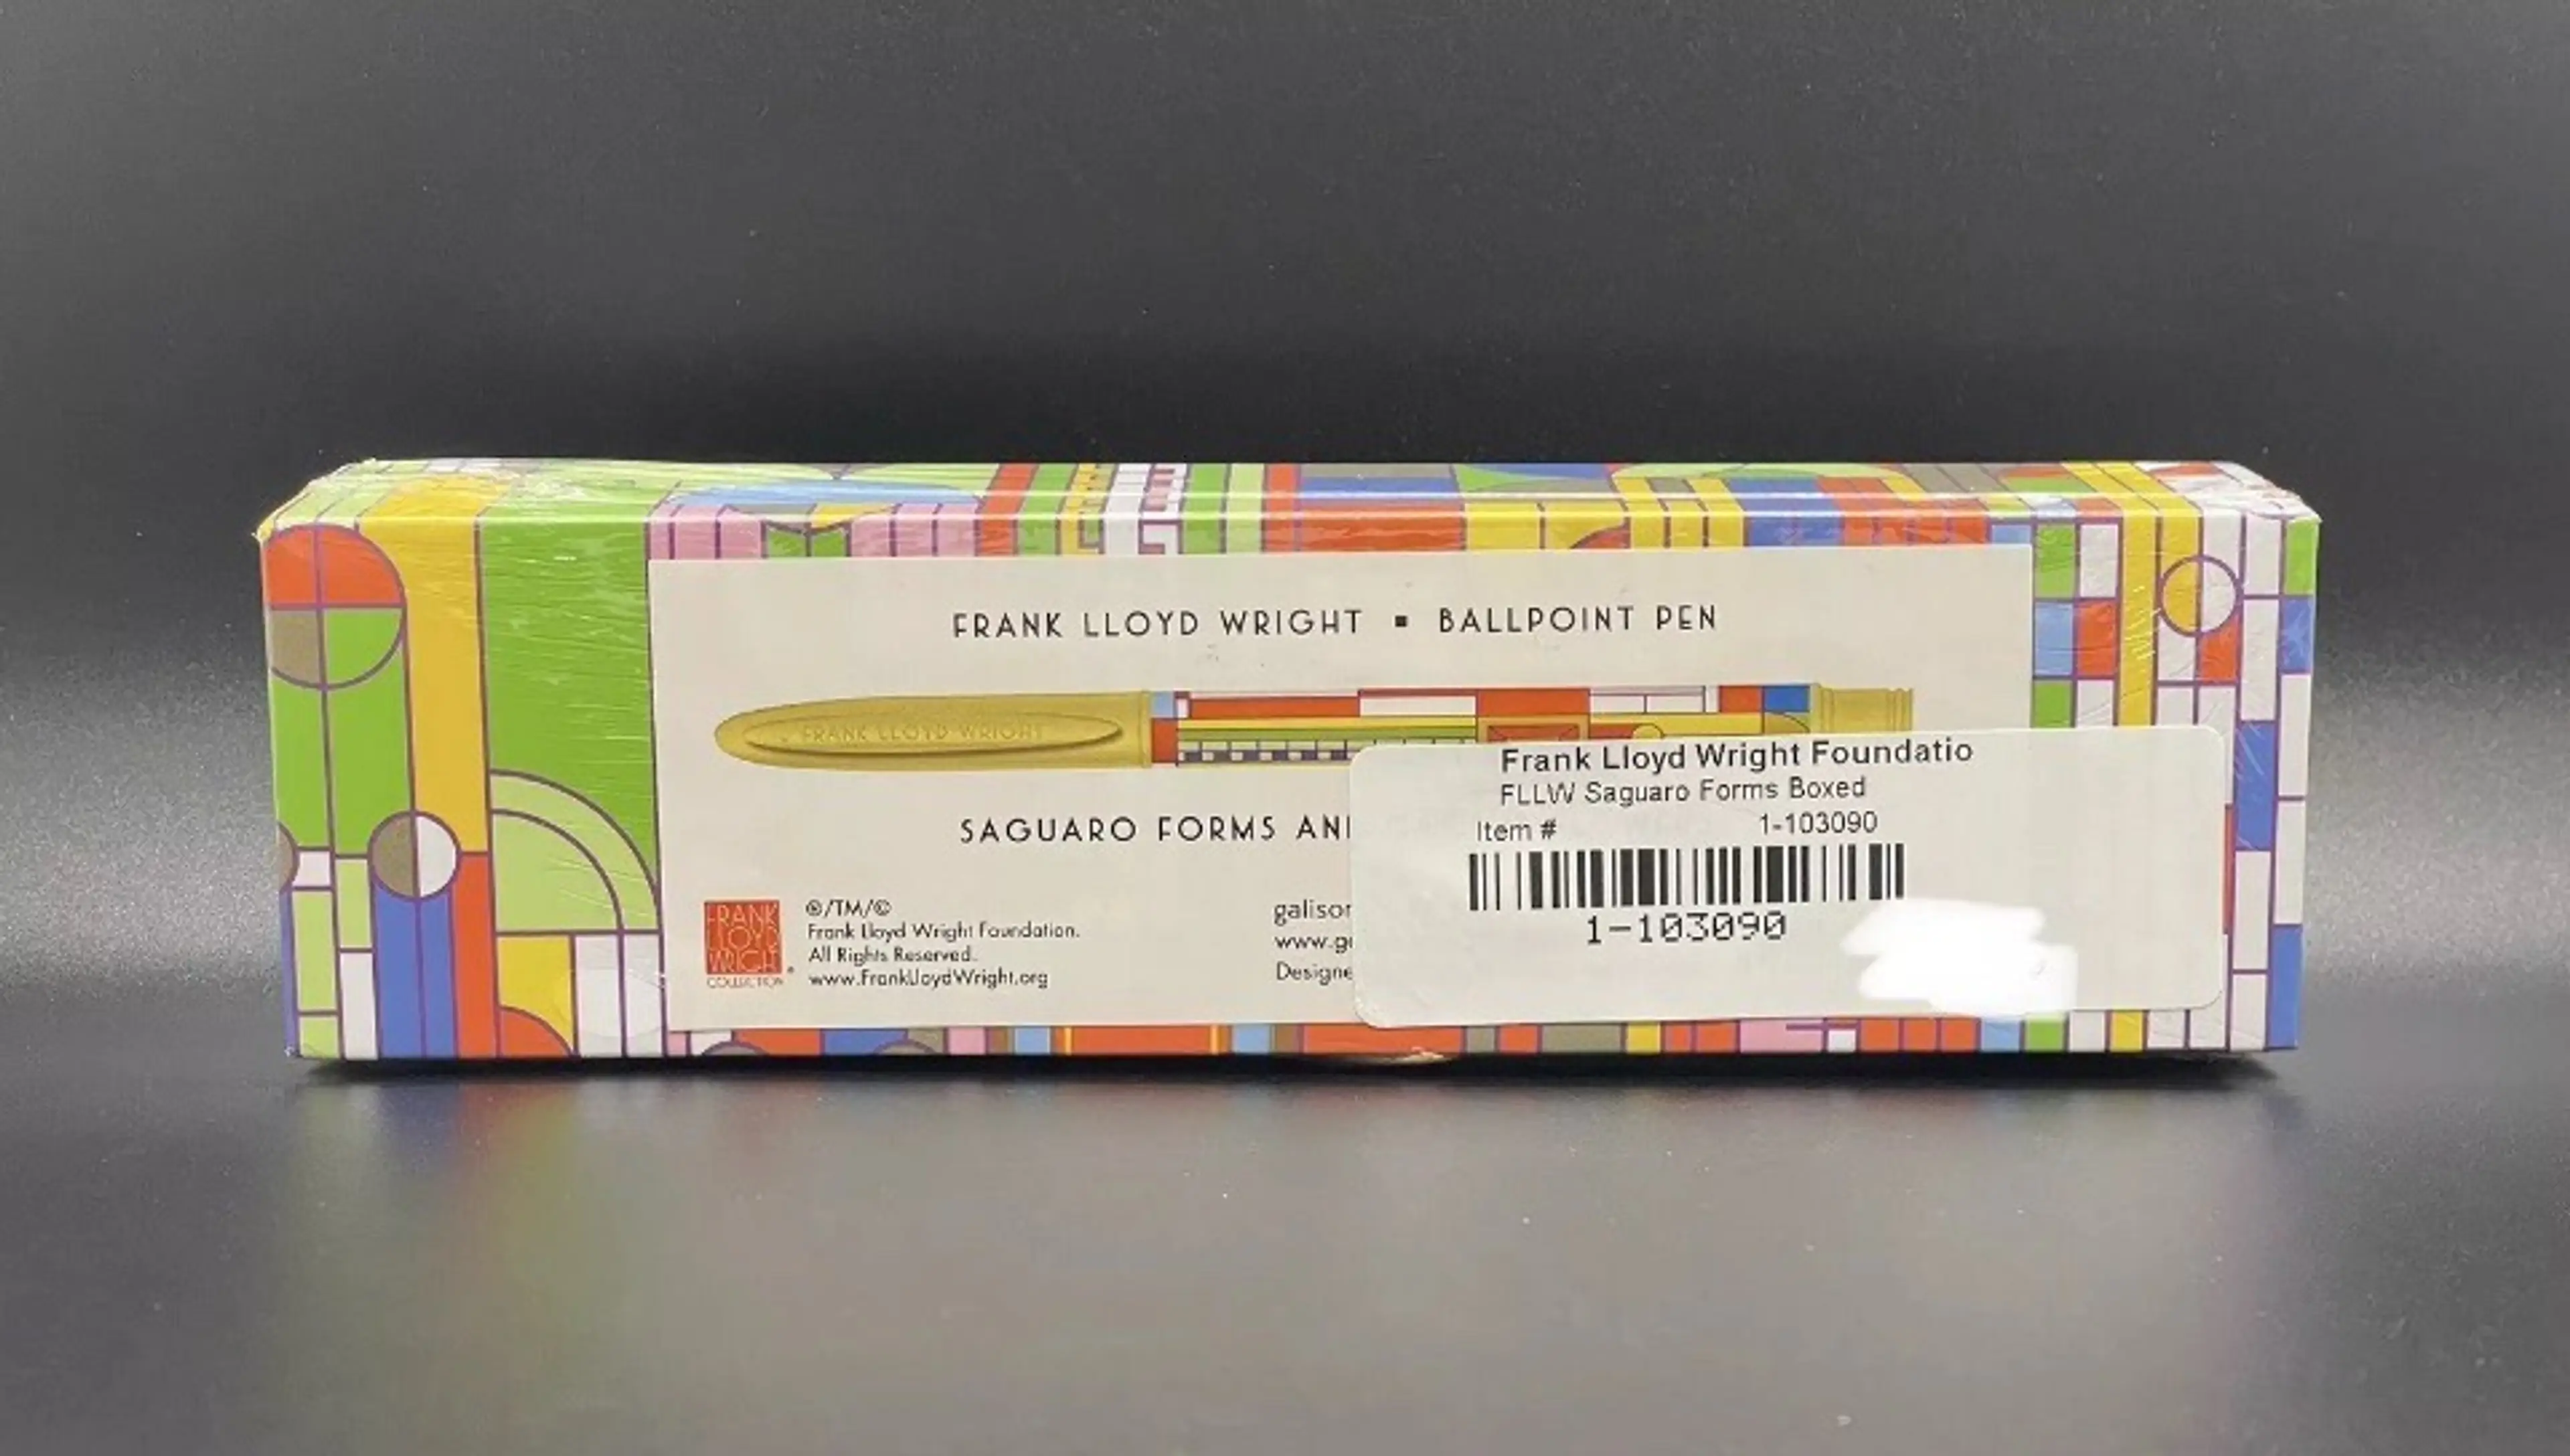 FRANK LLOYD WRIGHT ▪ BALLPOINT PEN
FRANK LLOYD WRIGHT
SAGUARO FORMS AN
FRANK
LLOYD
WRIGHT
COLLECTION
®/TM/©
Frank Lloyd Wright Foundation.
All Rights Reserved.
www.FrankLloydWright.org
galison
www.g
Designe
Frank Lloyd Wright Foundatio
FLLW Saguaro Forms Boxed
Item # 1-103090
1-103090